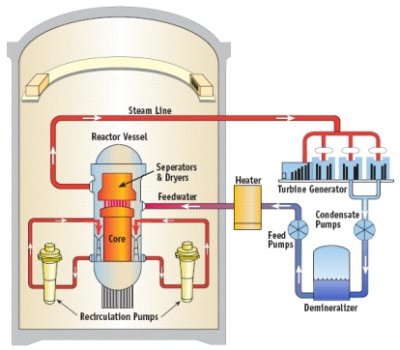 Steam Line
Reactor Vessel
Seperators
& Dryers
Heater
Turbine Generator
Feedwater
Condensate
Pumps
Feed
Pumps
Core
Demineralizer
Recirculation Pumps